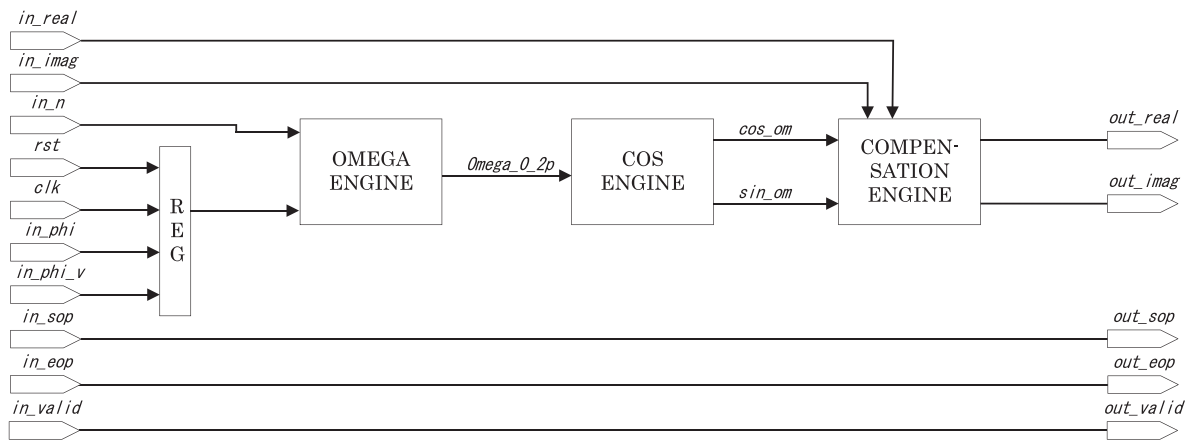 in_real
in_imag
in_n
rst
clk
in_phi
in_phi_v
in_sop
in_eop
in_valid
R
E
G
OMEGA
ENGINE
Omega_0_2p
COS
ENGINE
cos_om
sin_om
COMPEN-
SATION
ENGINE
out_real
out_imag
out_sop
out_eop
out_valid